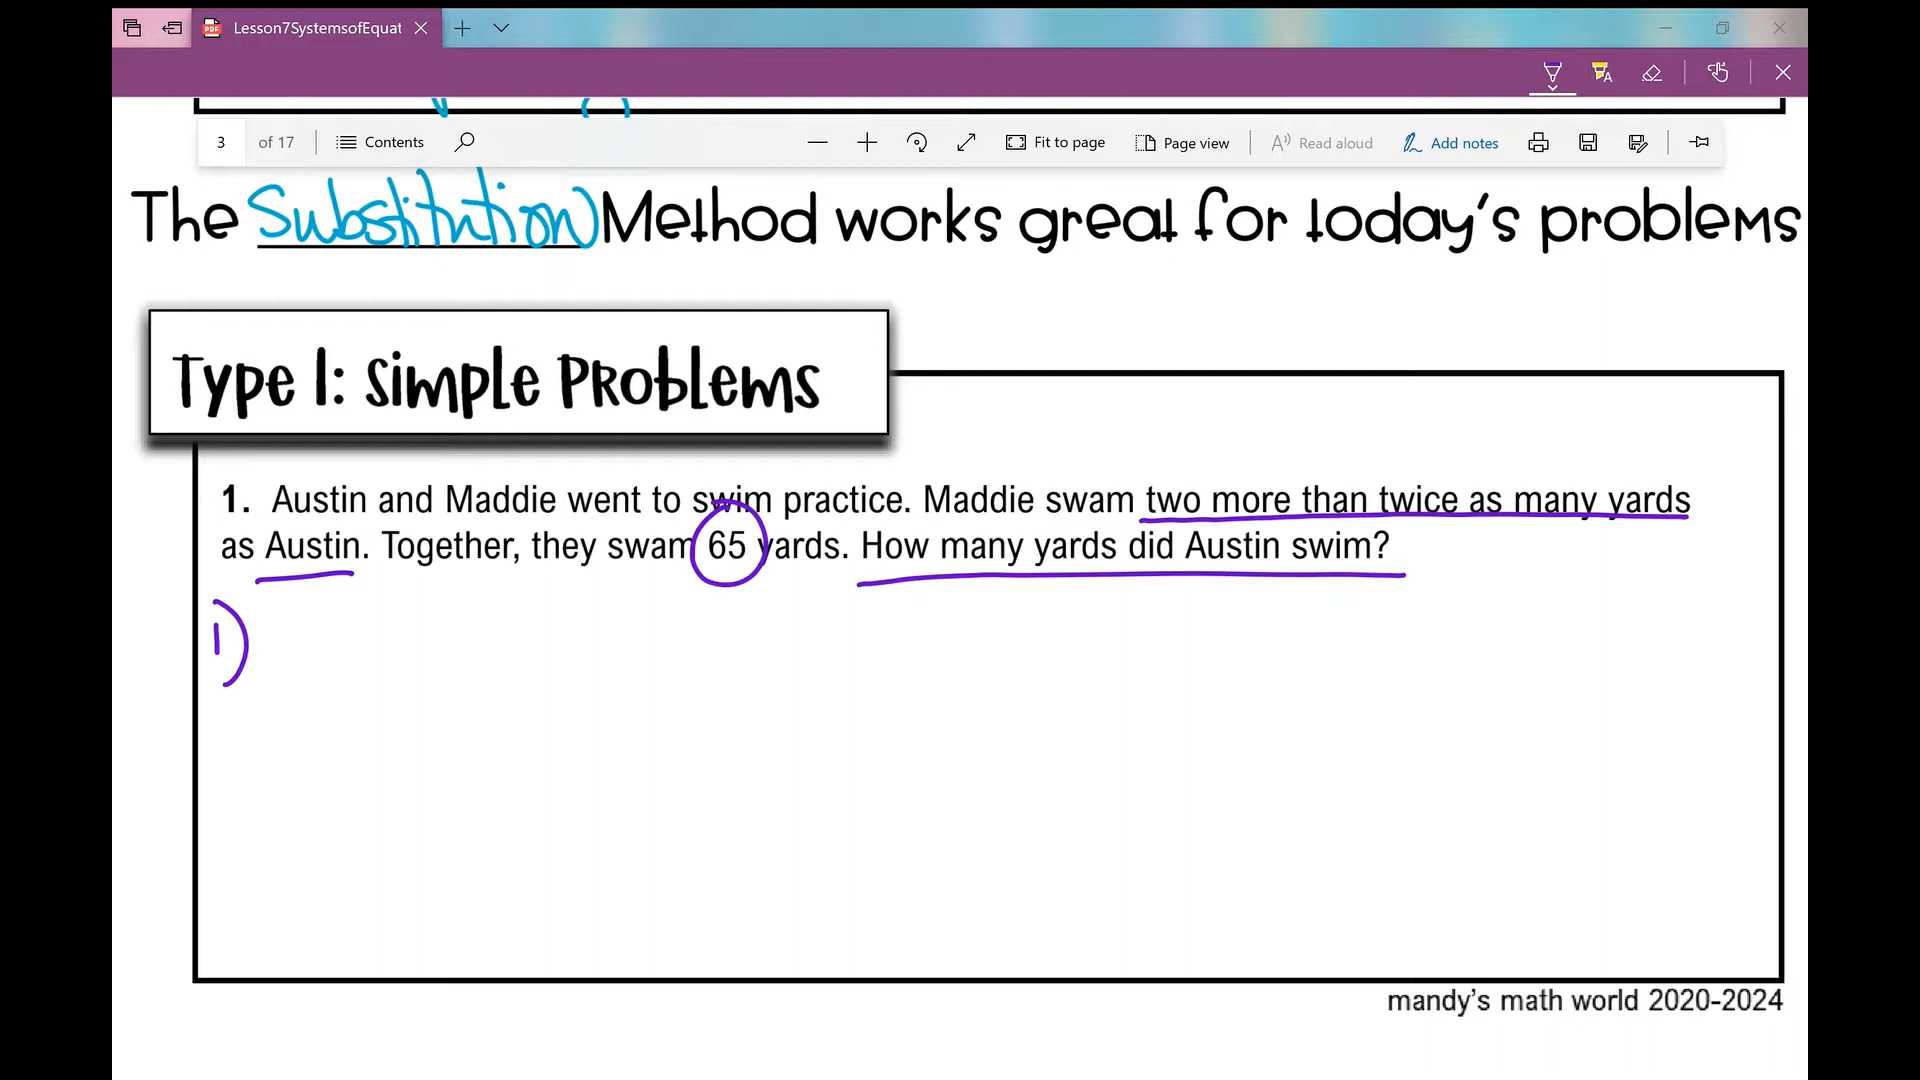 Lesson7SystemsofEquat
3 of 17 Contents Fit to page Page view Read aloud Add notes
The Substitution Method works great for today's problems
Type 1: Simple Problems
1. Austin and Maddie went to swim practice. Maddie swam two more than twice as many yards
as Austin. Together, they swam 65 yards. How many yards did Austin swim?
1)
mandy's math world 2020-2024